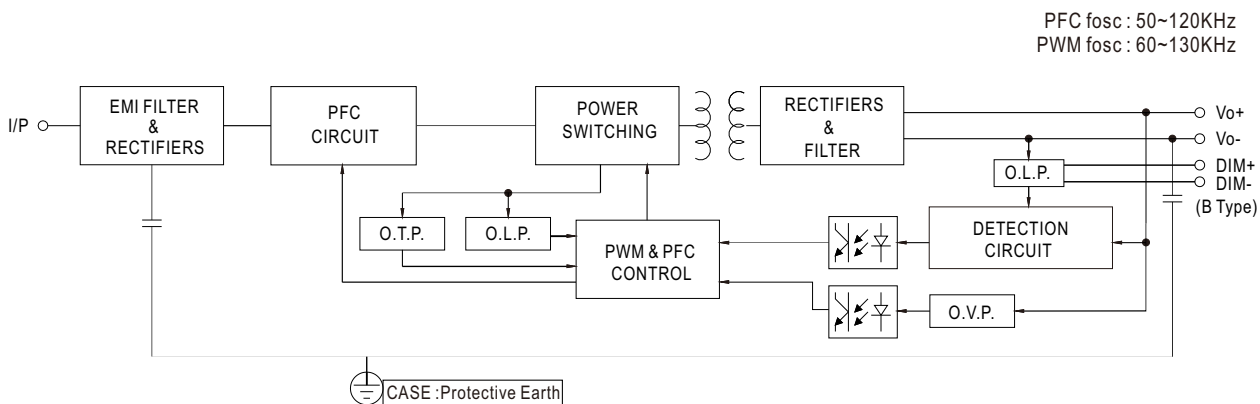 PFC fosc : 50~120KHz
PWM fosc : 60~130KHz
I/P
EMI FILTER
&
RECTIFIERS
PFC
CIRCUIT
POWER
SWITCHING
RECTIFIERS
&
FILTER
Vo+
Vo-
DIM+
DIM-
(B Type)
O.L.P.
O.T.P.
O.L.P.
PWM & PFC
CONTROL
DETECTION
CIRCUIT
O.V.P.
CASE :Protective Earth